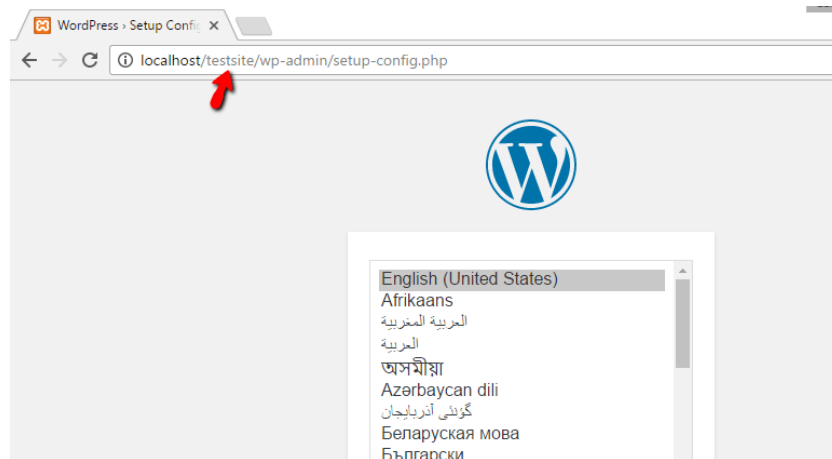 WordPress › Setup Config
localhost/testsite/wp-admin/setup-config.php
English (United States)
Afrikaans
العربية المغربية
العربية
অসমীয়া
Azərbaycan dili
گؤنئی آذربایجان
Беларуская мова
Български